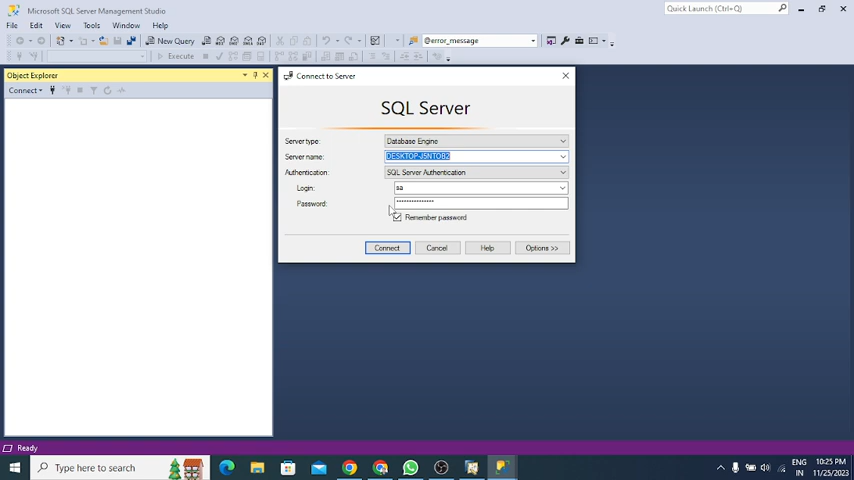 Microsoft SQL Server Management Studio
Quick Launch (Ctrl+Q)
File Edit View Tools Window Help
New Query
@error_message
Execute
Object Explorer
Connect
Connect to Server
SQL Server
Server type: Database Engine
Server name: DESKTOP-J5NTOB2
Authentication: SQL Server Authentication
Login: sa
Password: ***************
Remember password
Connect Cancel Help Options >>
Ready
Type here to search
ENG 10:25 PM
IN 11/25/2023